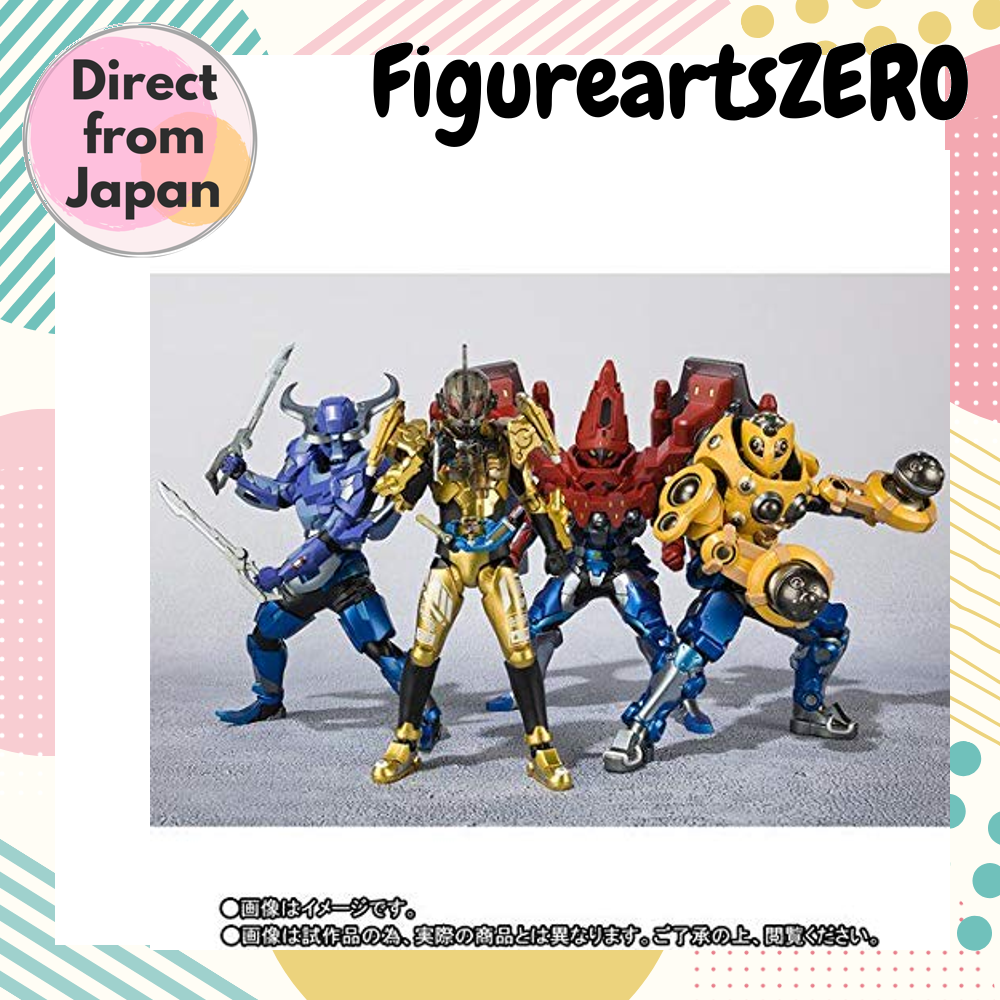 Direct
from
Japan
FigureartsZERO
●画像はイメージです。
●画像は試作品の為、実際の商品とは異なります。ご了承の上、閲覧ください。